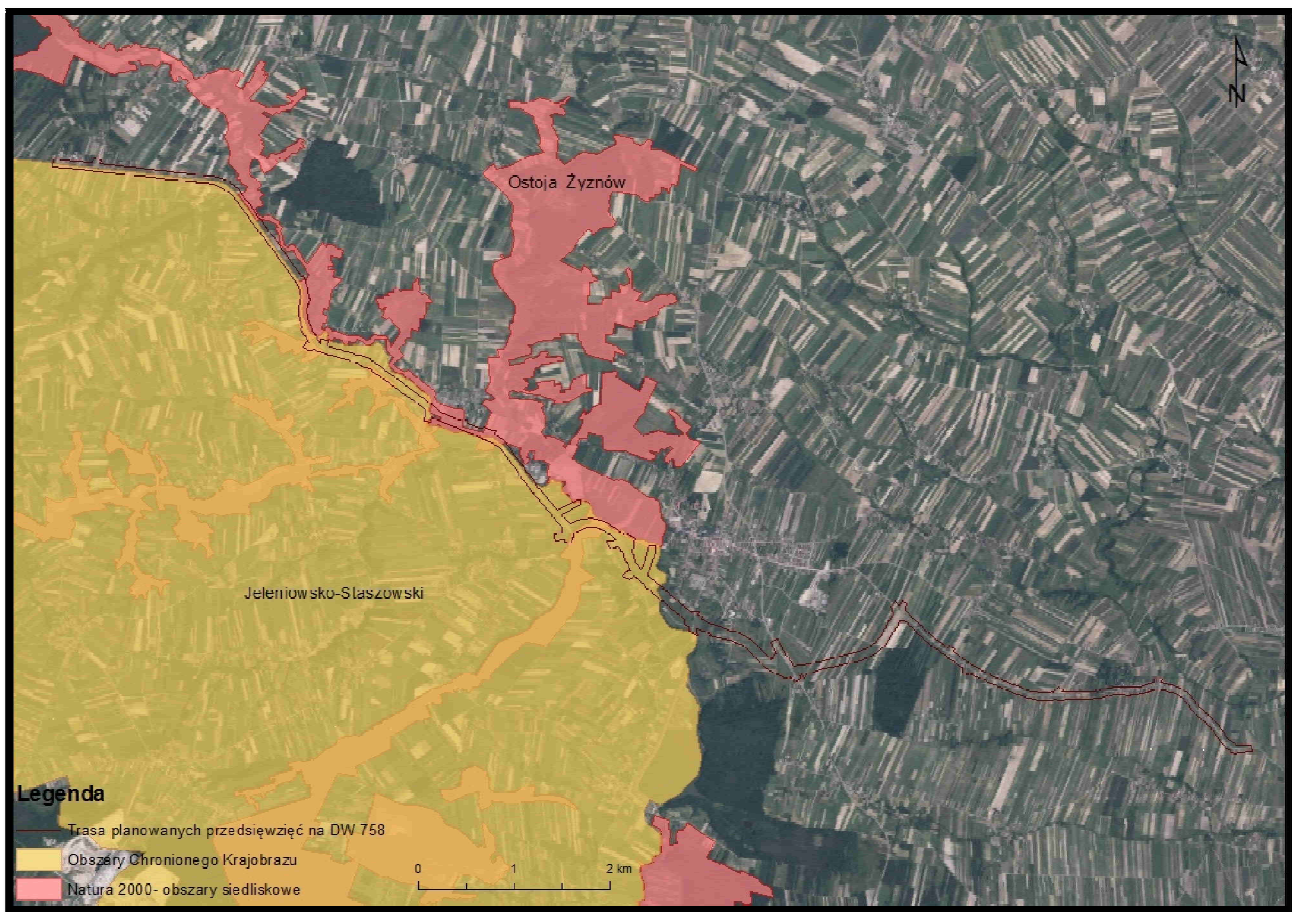 N
Ostoja Żyznów
Jeleniowsko-Staszowski
Legenda
Trasa planowanych przedsięwzięć na DW 758
Obszary Chronionego Krajobrazu
Natura 2000- obszary siedliskowe
0 1 2 km